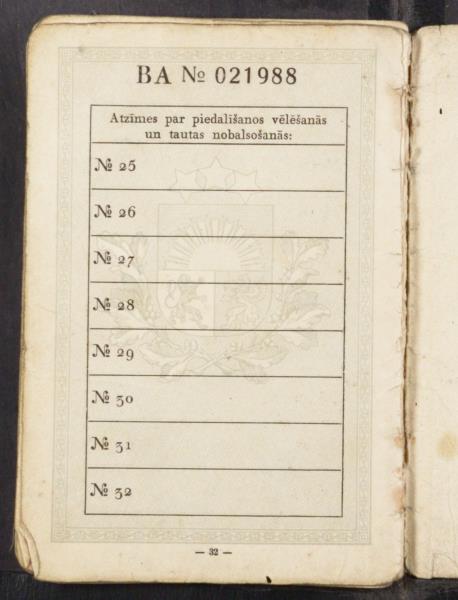 BA № 021988
Atzīmes par piedalīšanos vēlēšanās
un tautas nobalsošanās:
№ 25
№ 26
№ 27
№ 28
№ 29
№ 30
№ 31
№ 32
— 32 —